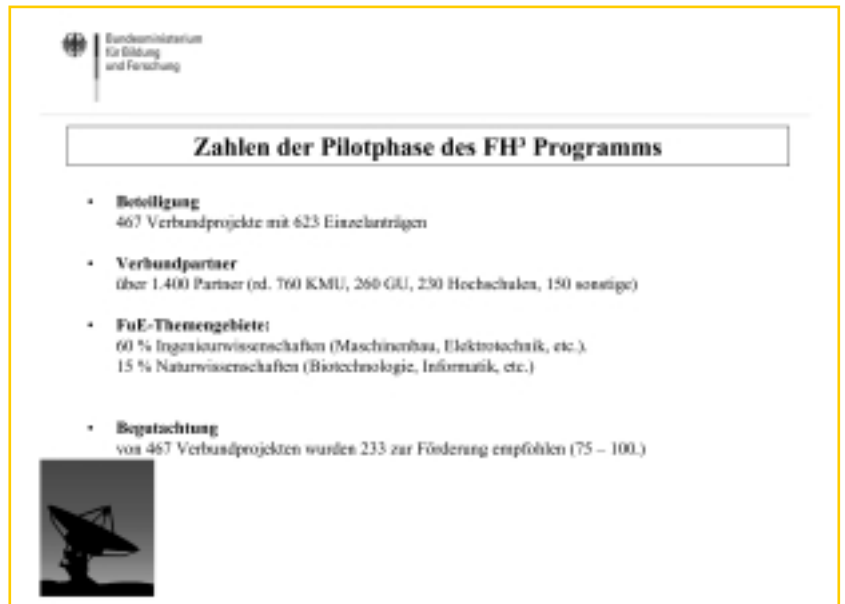 Bundesministerium
für Bildung
und Forschung
Zahlen der Pilotphase des FH³ Programms
• Beteiligung
467 Verbundprojekte mit 623 Einzelanträgen
• Verbundpartner
über 1.400 Partner (rd. 760 KMU, 260 GU, 230 Hochschulen, 150 sonstige)
• FuE-Themengebiete:
60 % Ingenieurwissenschaften (Maschinenbau, Elektrotechnik, etc.).
15 % Naturwissenschaften (Biotechnologie, Informatik, etc.)
• Begutachtung
von 467 Verbundprojekten wurden 233 zur Förderung empfohlen (75 – 100.)